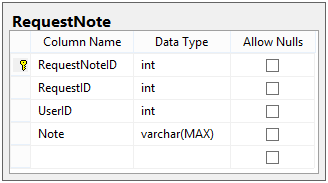 RequestNote
Column Name Data Type Allow Nulls
RequestNoteID int
RequestID int
UserID int
Note varchar(MAX)